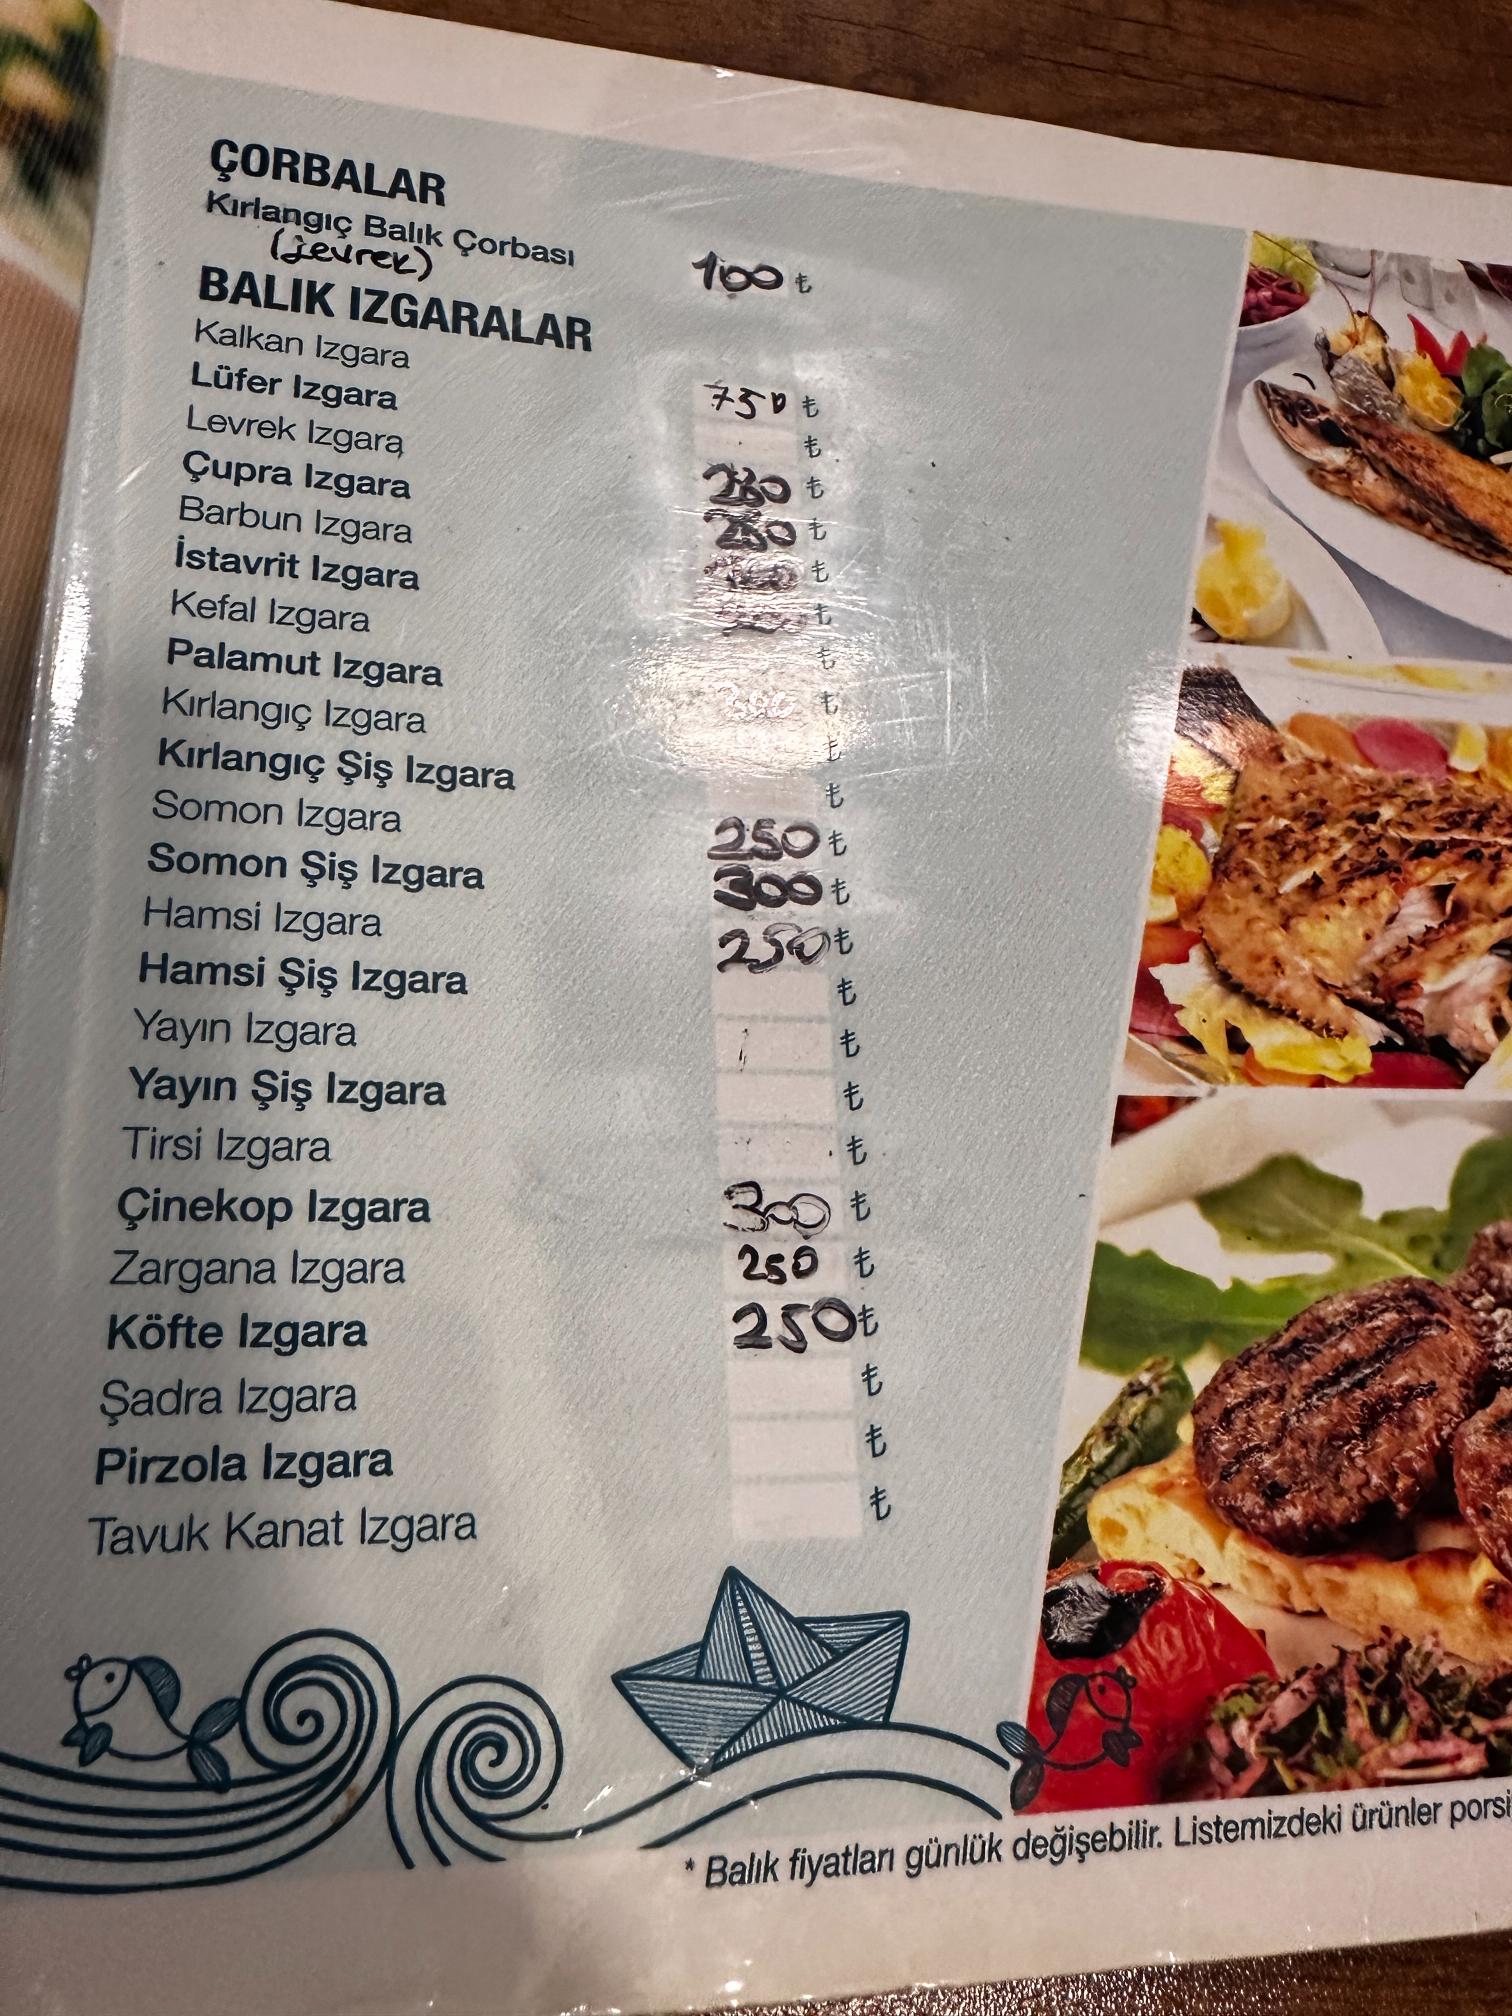 ÇORBALAR
Kırlangıç Balık Çorbası 100 ₺
(Levrek)
BALIK IZGARALAR
Kalkan Izgara 750 ₺
Lüfer Izgara ₺
Levrek Izgara ₺
Çupra Izgara 250 ₺
Barbun Izgara ₺
İstavrit Izgara ₺
Kefal Izgara ₺
Palamut Izgara 300 ₺
Kırlangıç Izgara ₺
Kırlangıç Şiş Izgara ₺
Somon Izgara 250 ₺
Somon Şiş Izgara 300 ₺
Hamsi Izgara 250 ₺
Hamsi Şiş Izgara ₺
Yayın Izgara ₺
Yayın Şiş Izgara ₺
Tirsi Izgara ₺
Çinekop Izgara 300 ₺
Zargana Izgara 250 ₺
Köfte Izgara 250 ₺
Şadra Izgara ₺
Pirzola Izgara ₺
Tavuk Kanat Izgara ₺
* Balık fiyatları günlük değişebilir. Listemizdeki ürünler porsi